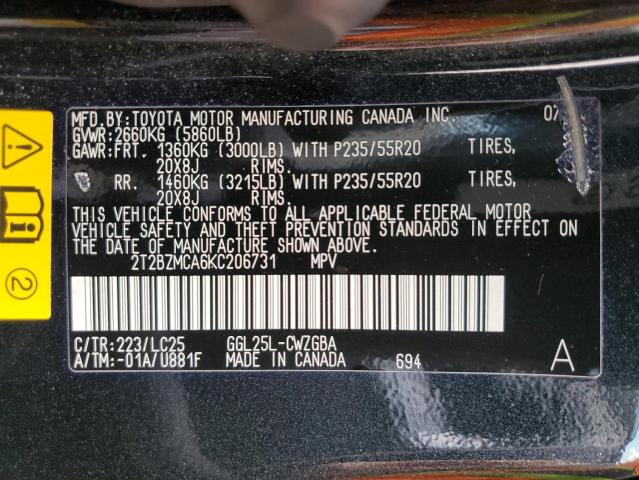 MFD.BY:TOYOTA MOTOR MANUFACTURING CANADA INC. 07
GVWR:2660KG (5860LB)
GAWR:FRT. 1360KG (3000LB) WITH P235/55R20 TIRES,
20X8J RIMS.
RR. 1460KG (3215LB) WITH P235/55R20 TIRES,
20X8J RIMS.
THIS VEHICLE CONFORMS TO ALL APPLICABLE FEDERAL MOTOR
VEHICLE SAFETY AND THEFT PREVENTION STANDARDS IN EFFECT ON
THE DATE OF MANUFACTURE SHOWN ABOVE.
2T2BZMCA6KC206731 MPV
C/TR:223/LC25 GGL25L-CWZGBA
A/TM:-01A/U881F MADE IN CANADA 694 A
2